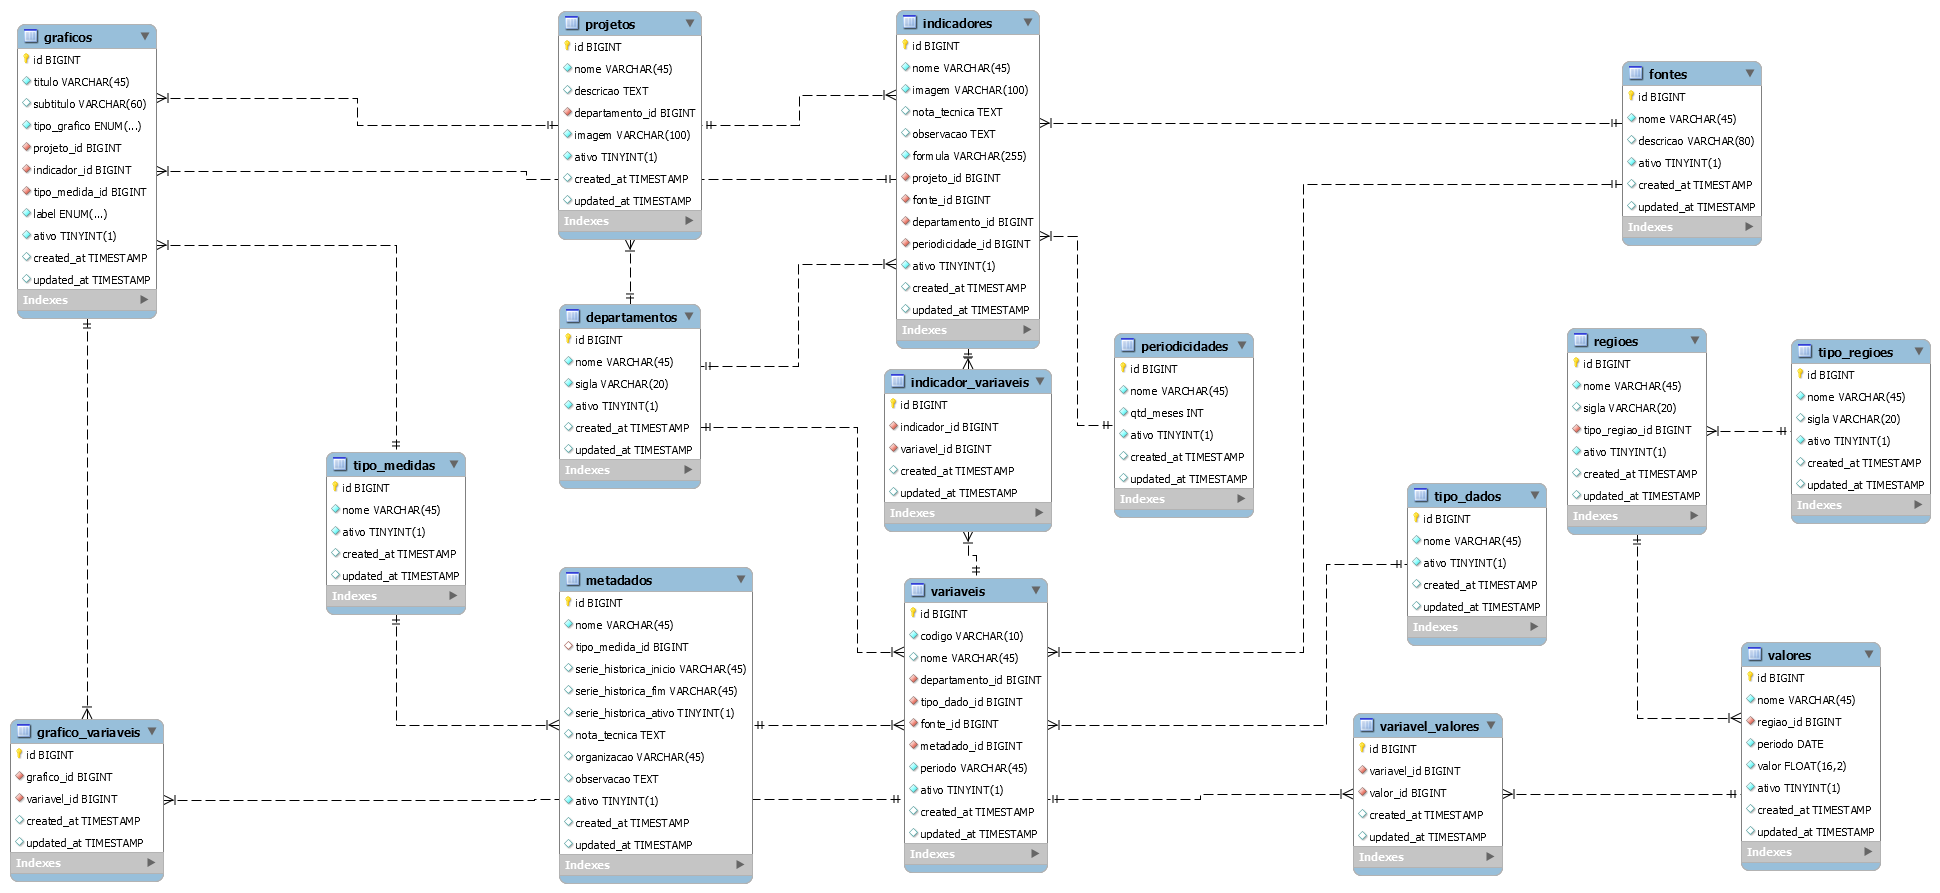 graficos
id BIGINT
titulo VARCHAR(45)
subtitulo VARCHAR(60)
tipo_grafico ENUM(...)
projeto_id BIGINT
indicador_id BIGINT
tipo_medida_id BIGINT
label ENUM(...)
ativo TINYINT(1)
created_at TIMESTAMP
updated_at TIMESTAMP
Indexes
projetos
id BIGINT
nome VARCHAR(45)
descricao TEXT
departamento_id BIGINT
imagem VARCHAR(100)
ativo TINYINT(1)
created_at TIMESTAMP
updated_at TIMESTAMP
Indexes
indicadores
id BIGINT
nome VARCHAR(45)
imagem VARCHAR(100)
nota_tecnica TEXT
observacao TEXT
formula VARCHAR(255)
projeto_id BIGINT
fonte_id BIGINT
departamento_id BIGINT
periodicidade_id BIGINT
ativo TINYINT(1)
created_at TIMESTAMP
updated_at TIMESTAMP
Indexes
fontes
id BIGINT
nome VARCHAR(45)
descricao VARCHAR(80)
ativo TINYINT(1)
created_at TIMESTAMP
updated_at TIMESTAMP
Indexes
departamentos
id BIGINT
nome VARCHAR(45)
sigla VARCHAR(20)
ativo TINYINT(1)
created_at TIMESTAMP
updated_at TIMESTAMP
Indexes
periodicidades
id BIGINT
nome VARCHAR(45)
qtd_meses INT
ativo TINYINT(1)
created_at TIMESTAMP
updated_at TIMESTAMP
Indexes
regioes
id BIGINT
nome VARCHAR(45)
sigla VARCHAR(20)
tipo_regiao_id BIGINT
ativo TINYINT(1)
created_at TIMESTAMP
updated_at TIMESTAMP
Indexes
tipo_regioes
id BIGINT
nome VARCHAR(45)
sigla VARCHAR(20)
ativo TINYINT(1)
created_at TIMESTAMP
updated_at TIMESTAMP
Indexes
indicador_variaveis
id BIGINT
indicador_id BIGINT
variavel_id BIGINT
created_at TIMESTAMP
updated_at TIMESTAMP
Indexes
tipo_medidas
id BIGINT
nome VARCHAR(45)
ativo TINYINT(1)
created_at TIMESTAMP
updated_at TIMESTAMP
Indexes
tipo_dados
id BIGINT
nome VARCHAR(45)
ativo TINYINT(1)
created_at TIMESTAMP
updated_at TIMESTAMP
Indexes
metadados
id BIGINT
nome VARCHAR(45)
tipo_medida_id BIGINT
serie_historica_inicio VARCHAR(45)
serie_historica_fim VARCHAR(45)
serie_historica_ativo TINYINT(1)
nota_tecnica TEXT
organizacao VARCHAR(45)
observacao TEXT
ativo TINYINT(1)
created_at TIMESTAMP
updated_at TIMESTAMP
Indexes
variaveis
id BIGINT
codigo VARCHAR(10)
nome VARCHAR(45)
departamento_id BIGINT
tipo_dado_id BIGINT
fonte_id BIGINT
metadado_id BIGINT
periodo VARCHAR(45)
ativo TINYINT(1)
created_at TIMESTAMP
updated_at TIMESTAMP
Indexes
valores
id BIGINT
nome VARCHAR(45)
regiao_id BIGINT
periodo DATE
valor FLOAT(16,2)
ativo TINYINT(1)
created_at TIMESTAMP
updated_at TIMESTAMP
Indexes
grafico_variaveis
id BIGINT
grafico_id BIGINT
variavel_id BIGINT
created_at TIMESTAMP
updated_at TIMESTAMP
Indexes
variavel_valores
id BIGINT
variavel_id BIGINT
valor_id BIGINT
created_at TIMESTAMP
updated_at TIMESTAMP
Indexes